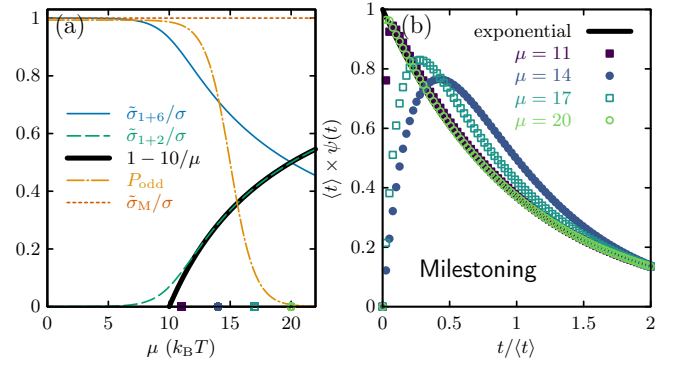 (a)
1
0.8
0.6
0.4
0.2
0
σ̃₁₊₆/σ
σ̃₁₊₂/σ
1 − 10/μ
P_odd
σ̃_M/σ
0 5 10 15 20
μ (k_BT)
(b)
1
0.8
0.6
0.4
0.2
0
⟨t⟩ × ψ(t)
exponential
μ = 11
μ = 14
μ = 17
μ = 20
Milestoning
0 0.5 1 1.5 2
t/⟨t⟩